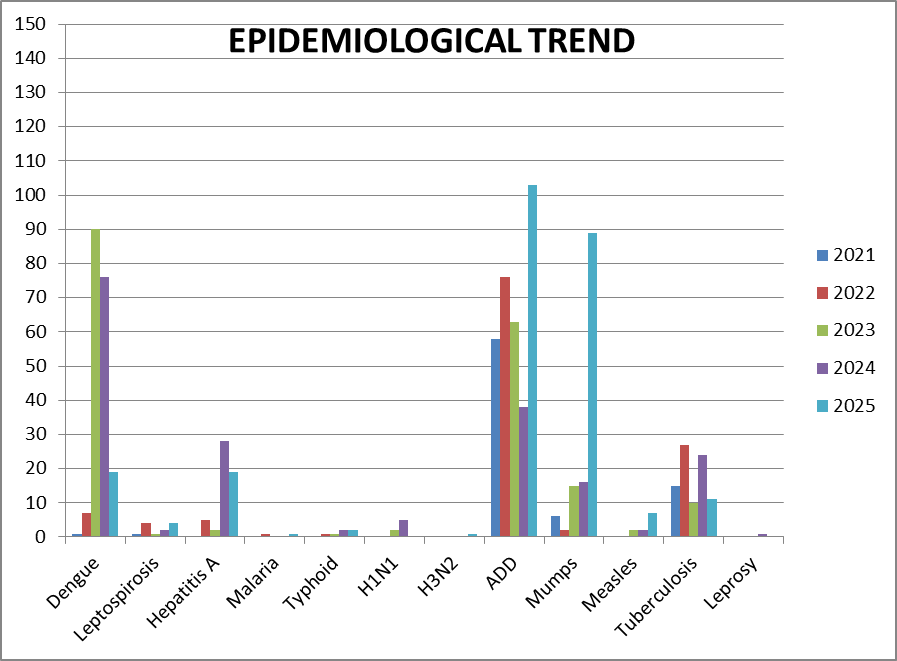 EPIDEMIOLOGICAL TREND
150
140
130
120
110
100
90
80
70
60
50
40
30
20
10
0
Dengue
Leptospirosis
Hepatitis A
Malaria
Typhoid
H1N1
H3N2
ADD
Mumps
Measles
Tuberculosis
Leprosy
2021
2022
2023
2024
2025